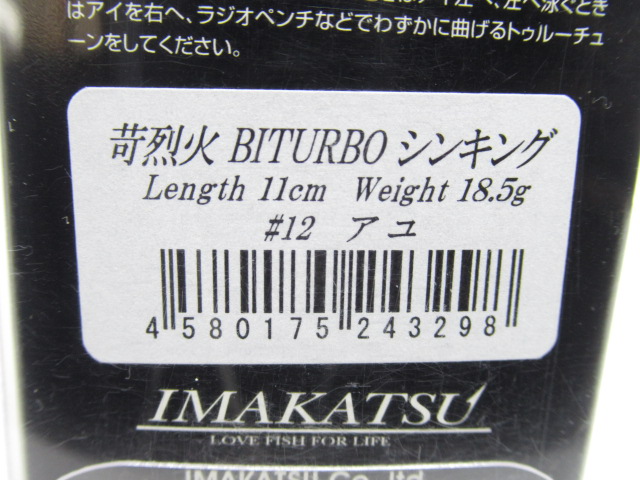 はアイを右へ、ラジオペンチなどでわずかに曲げるトゥルーチュ
ーンをしてください。
苛烈火 BITURBO シンキング
Length 11cm Weight 18.5g
#12 アユ
4 580175 243298
IMAKATSU
LOVE FISH FOR LIFE
IMAKATSU Co.,ltd